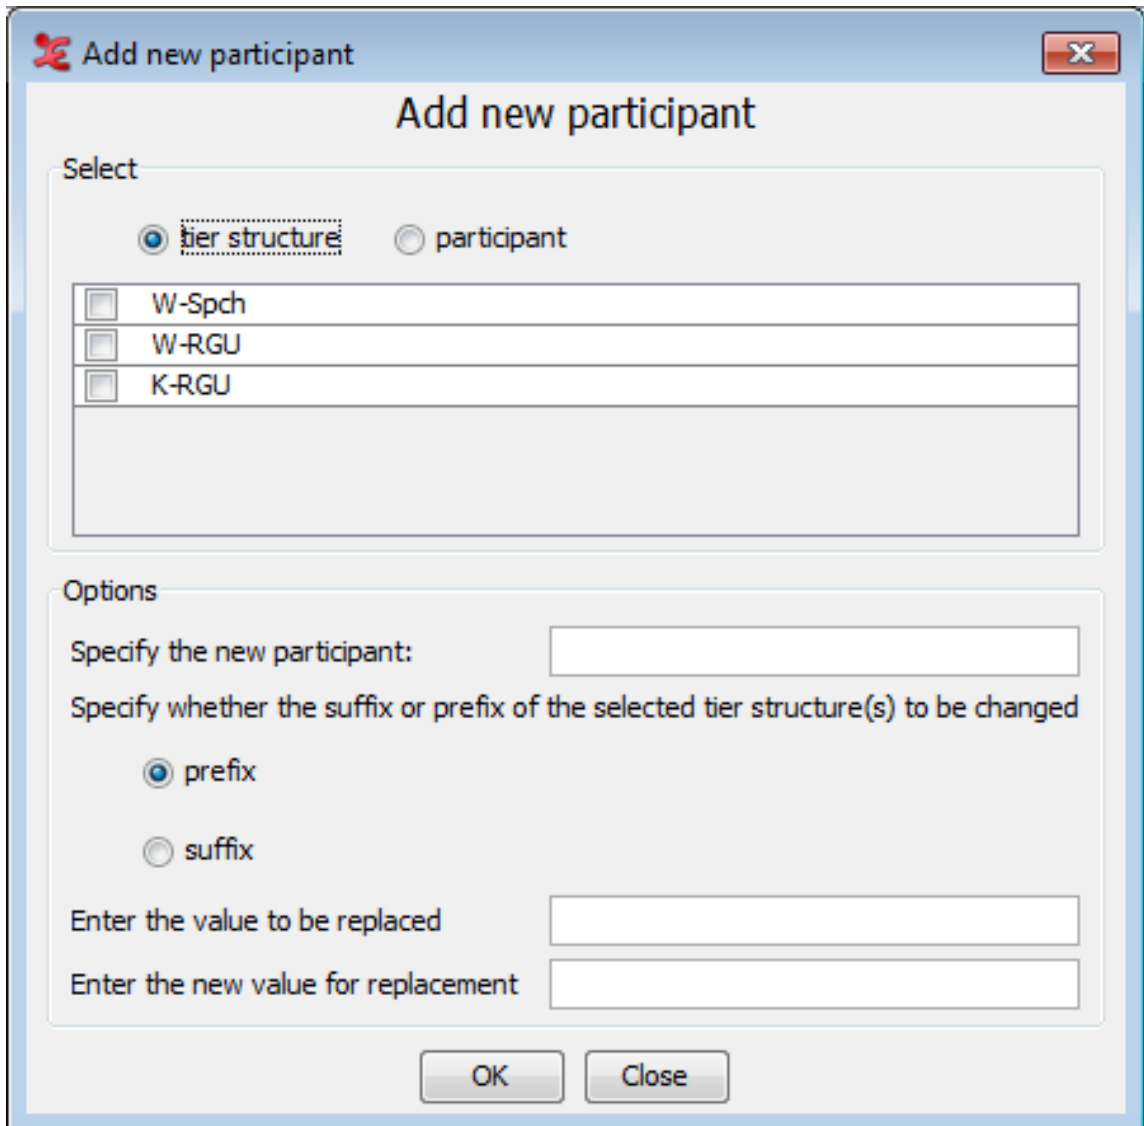 Add new participant
Add new participant
Select
tier structure participant
W-Spch
W-RGU
K-RGU
Options
Specify the new participant:
Specify whether the suffix or prefix of the selected tier structure(s) to be changed
prefix
suffix
Enter the value to be replaced
Enter the new value for replacement
OK Close